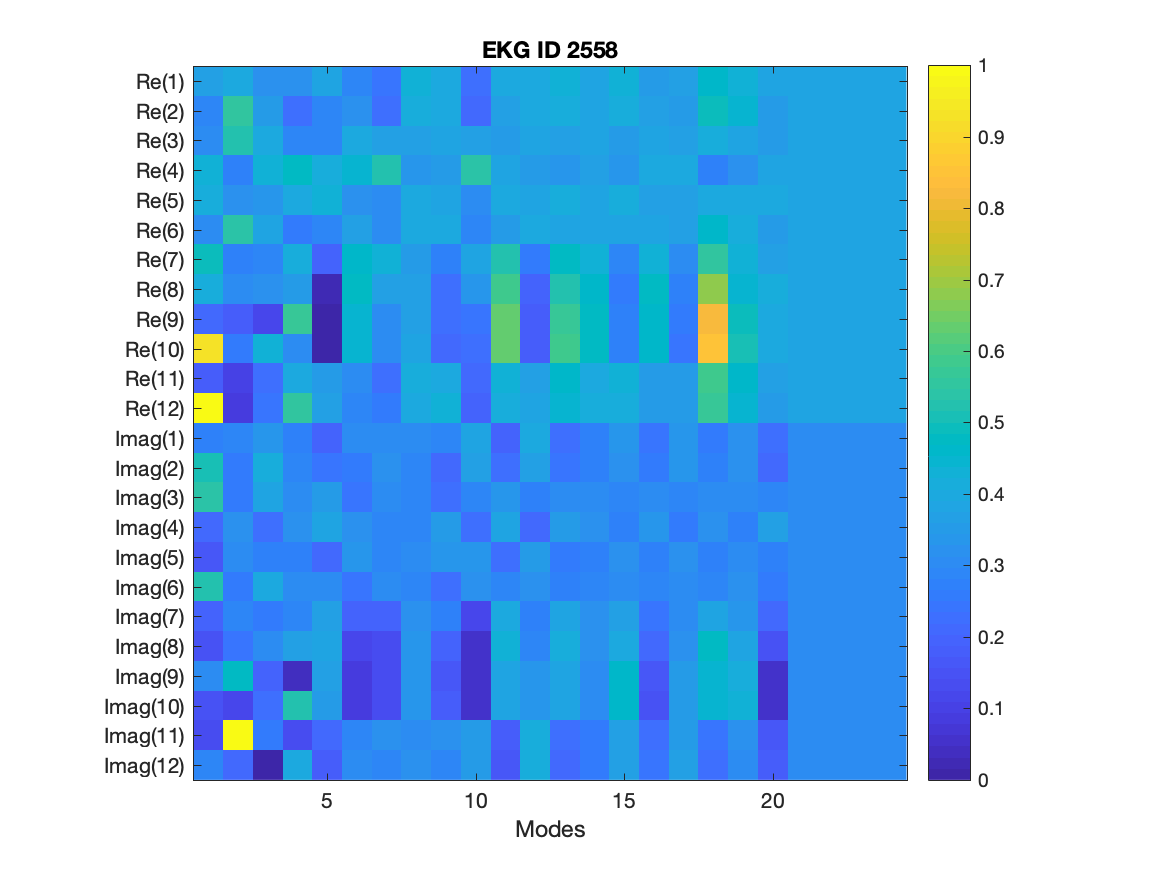 EKG ID 2558
Re(1)
Re(2)
Re(3)
Re(4)
Re(5)
Re(6)
Re(7)
Re(8)
Re(9)
Re(10)
Re(11)
Re(12)
Imag(1)
Imag(2)
Imag(3)
Imag(4)
Imag(5)
Imag(6)
Imag(7)
Imag(8)
Imag(9)
Imag(10)
Imag(11)
Imag(12)
5 10 15 20
Modes
1
0.9
0.8
0.7
0.6
0.5
0.4
0.3
0.2
0.1
0